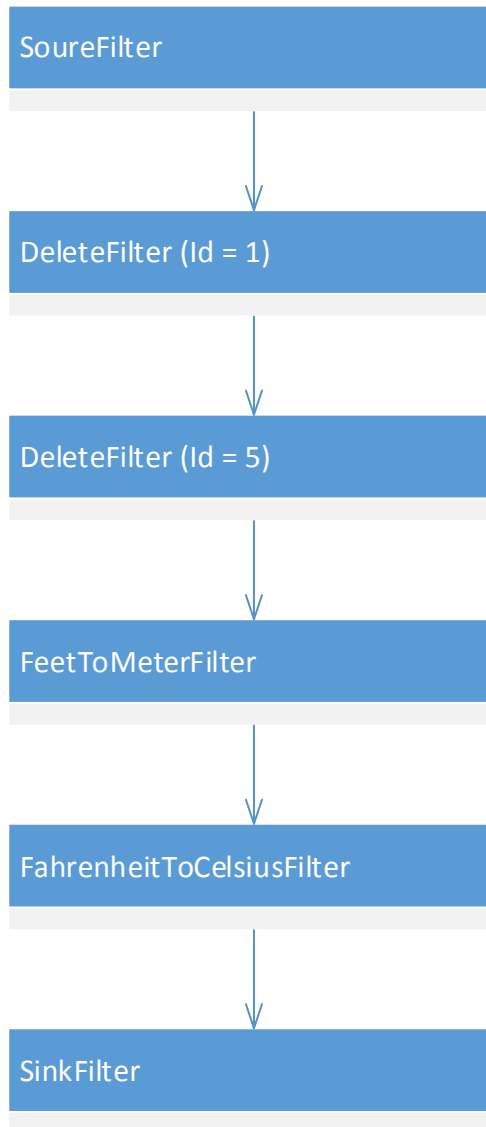 SoureFilter
DeleteFilter (Id = 1)
DeleteFilter (Id = 5)
FeetToMeterFilter
FahrenheitToCelsiusFilter
SinkFilter